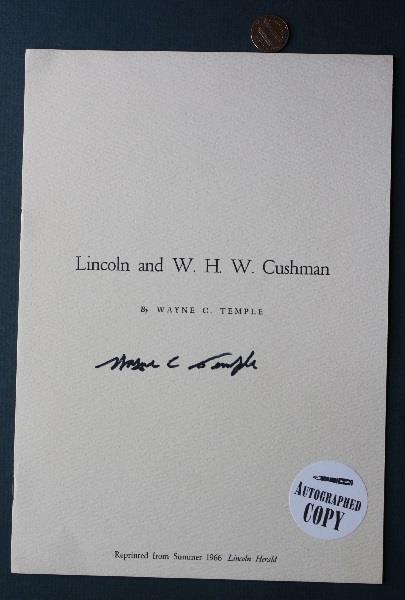 Lincoln and W. H. W. Cushman
By WAYNE C. TEMPLE
Wayne C Temple
AUTOGRAPHED
COPY
Reprinted from Summer 1966 Lincoln Herald